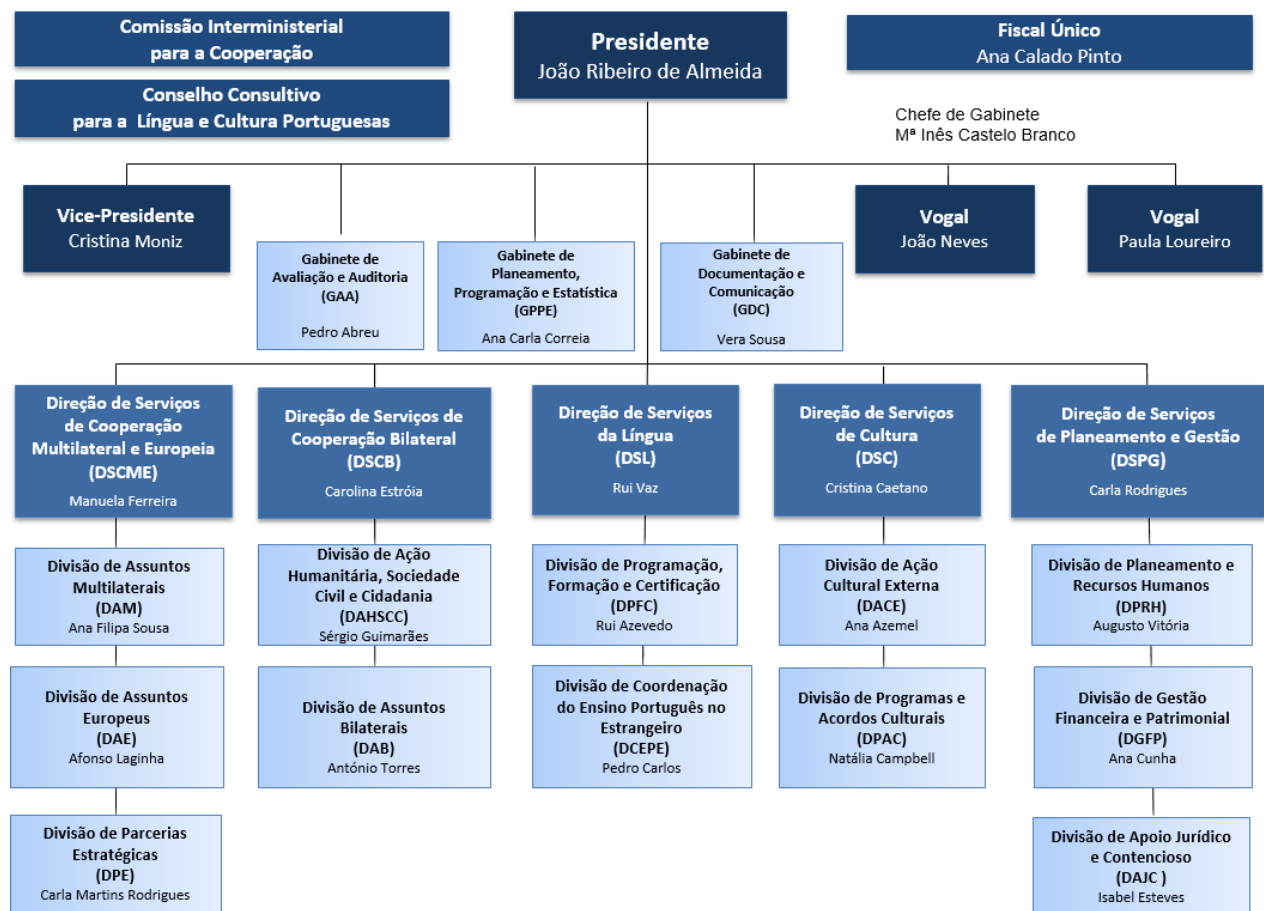 Comissão Interministerial
para a Cooperação
Conselho Consultivo
para a Língua e Cultura Portuguesas
Presidente
João Ribeiro de Almeida
Fiscal Único
Ana Calado Pinto
Chefe de Gabinete
Mª Inês Castelo Branco
Vice-Presidente
Cristina Moniz
Gabinete de
Avaliação e Auditoria
(GAA)
Pedro Abreu
Gabinete de
Planeamento,
Programação e Estatística
(GPPE)
Ana Carla Correia
Gabinete de
Documentação e
Comunicação
(GDC)
Vera Sousa
Vogal
João Neves
Vogal
Paula Loureiro
Direção de Serviços
de Cooperação
Multilateral e Europeia
(DSCME)
Manuela Ferreira
Direção de Serviços de
Cooperação Bilateral
(DSCB)
Carolina Estróia
Direção de Serviços
da Língua
(DSL)
Rui Vaz
Direção de Serviços
de Cultura
(DSC)
Cristina Caetano
Direção de Serviços
de Planeamento e Gestão
(DSPG)
Carla Rodrigues
Divisão de Assuntos
Multilaterais
(DAM)
Ana Filipa Sousa
Divisão de Ação
Humanitária, Sociedade
Civil e Cidadania
(DAHSCC)
Sérgio Guimarães
Divisão de Programação,
Formação e Certificação
(DPFC)
Rui Azevedo
Divisão de Ação
Cultural Externa
(DACE)
Ana Azemel
Divisão de Planeamento e
Recursos Humanos
(DPRH)
Augusto Vitória
Divisão de Assuntos
Europeus
(DAE)
Afonso Laginha
Divisão de Assuntos
Bilaterais
(DAB)
António Torres
Divisão de Coordenação
do Ensino Português no
Estrangeiro
(DCEPE)
Pedro Carlos
Divisão de Programas e
Acordos Culturais
(DPAC)
Natália Campbell
Divisão de Gestão
Financeira e Patrimonial
(DGFP)
Ana Cunha
Divisão de Parcerias
Estratégicas
(DPE)
Carla Martins Rodrigues
Divisão de Apoio Jurídico
e Contencioso
(DAJC )
Isabel Esteves